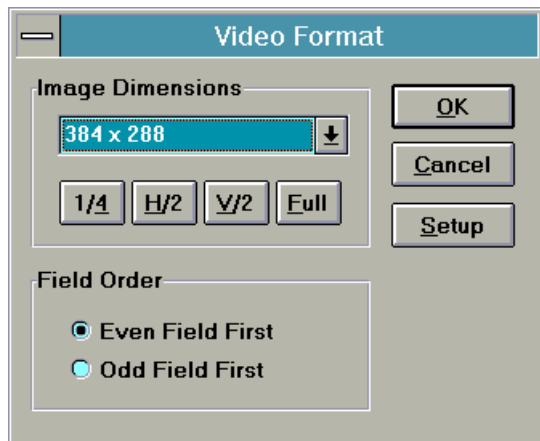 Video Format
Image Dimensions
384 x 288
1/4 H/2 V/2 Full
OK
Cancel
Setup
Field Order
Even Field First
Odd Field First